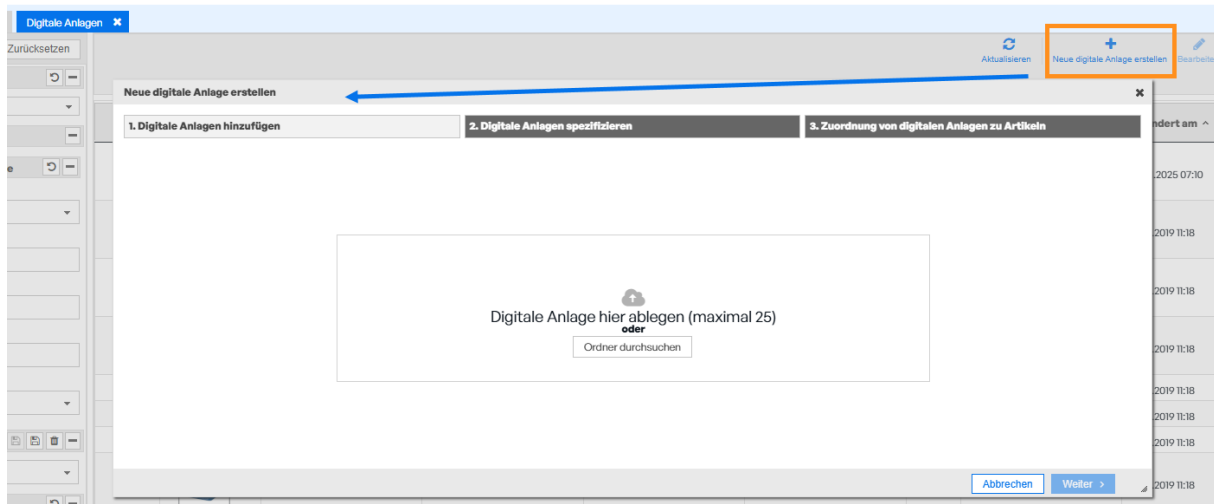 Digitale Anlagen ✖
Zurücksetzen
Aktualisieren
Neue digitale Anlage erstellen
Neue digitale Anlage erstellen
1. Digitale Anlagen hinzufügen
2. Digitale Anlagen spezifizieren
3. Zuordnung von digitalen Anlagen zu Artikeln
.2025 07:10
.2019 11:18
.2019 11:18
Digitale Anlage hier ablegen (maximal 25)
oder
Ordner durchsuchen
.2019 11:18
.2019 11:18
.2019 11:18
.2019 11:18
Abbrechen
Weiter >
.2019 11:18